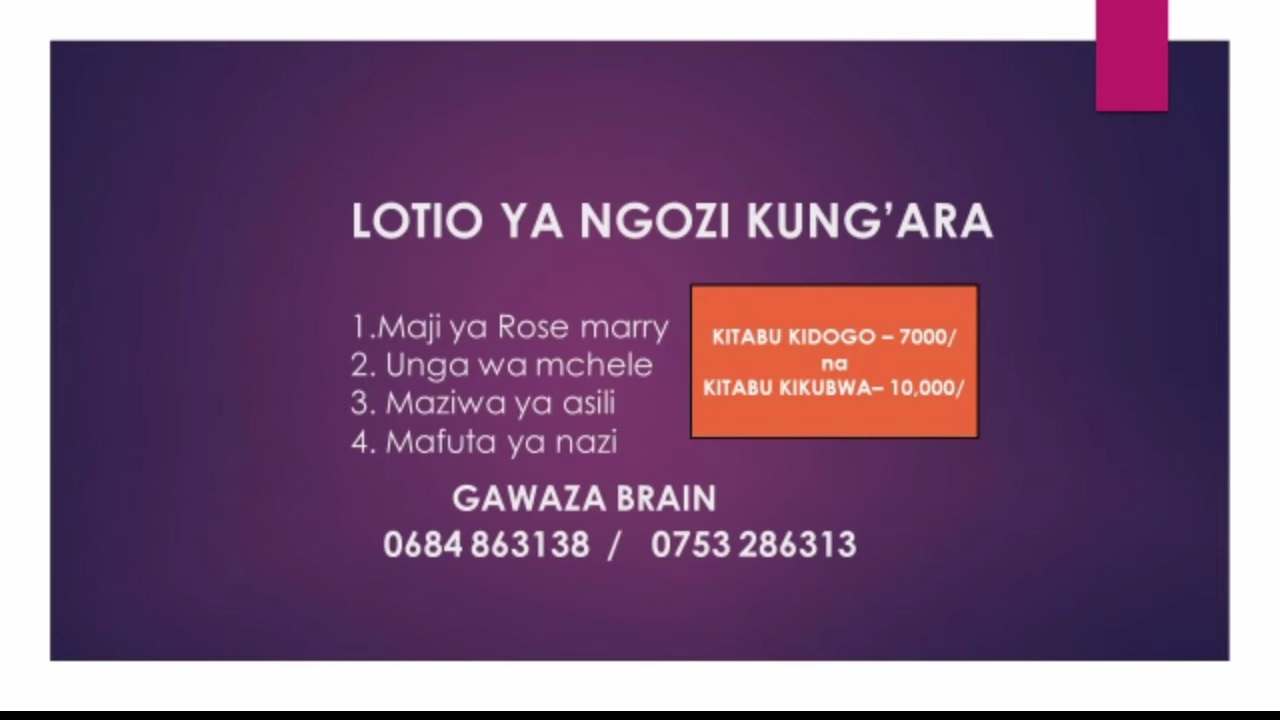 LOTIO YA NGOZI KUNG’ARA
1.Maji ya Rose marry
2. Unga wa mchele
3. Maziwa ya asili
4. Mafuta ya nazi
KITABU KIDOGO – 7000/
na
KITABU KIKUBWA– 10,000/
GAWAZA BRAIN
0684 863138 / 0753 286313